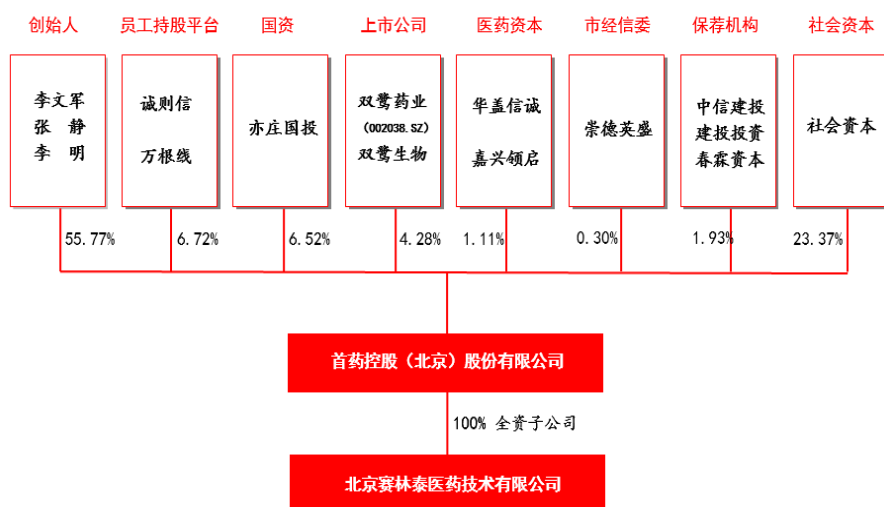 创始人 员工持股平台 国资 上市公司 医药资本 市经信委 保荐机构 社会资本
李文军
张 静
李 明
诚则信
万根线
亦庄国投
双鹭药业
（002038.SZ）
双鹭生物
华盖信诚
嘉兴领启
崇德英盛
中信建投
建投投资
春霖资本
社会资本
55.77% 6.72% 6.52% 4.28% 1.11% 0.30% 1.93% 23.37%
首药控股（北京）股份有限公司
100% 全资子公司
北京赛林泰医药技术有限公司